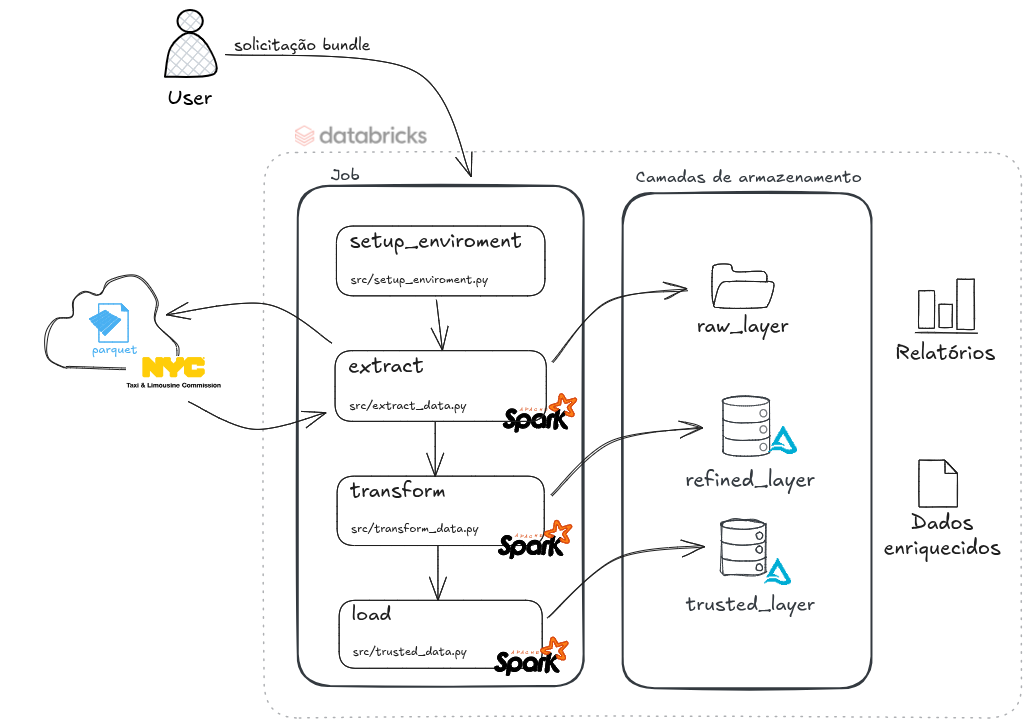 solicitação bundle
User
databricks
Job
Camadas de armazenamento
setup_enviroment
src/setup_enviroment.py
extract
src/extract_data.py
APACHE
Spark
transform
src/transform_data.py
APACHE
Spark
load
src/trusted_data.py
APACHE
Spark
parquet
NYC
Taxi & Limousine Commission
raw_layer
refined_layer
trusted_layer
Relatórios
Dados
enriquecidos